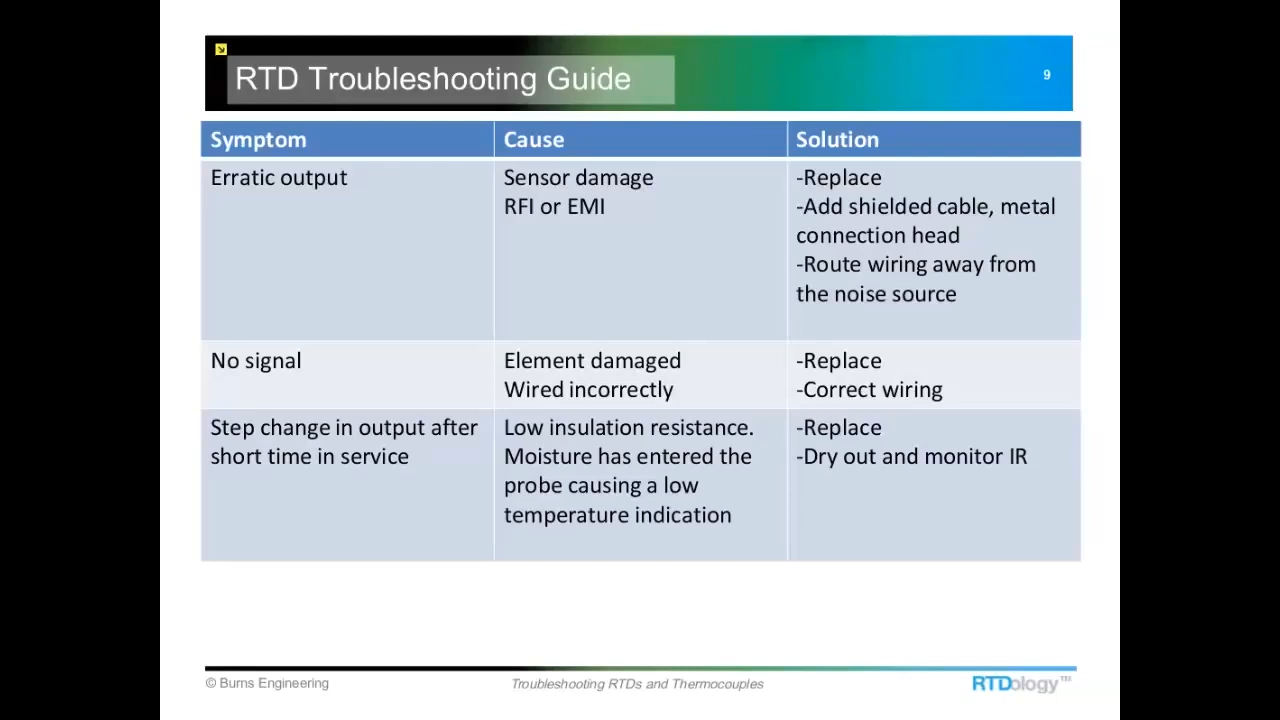 RTD Troubleshooting Guide
9
Symptom
Cause
Solution
Erratic output
Sensor damage
RFI or EMI
-Replace
-Add shielded cable, metal
connection head
-Route wiring away from
the noise source
No signal
Element damaged
Wired incorrectly
-Replace
-Correct wiring
Step change in output after
short time in service
Low insulation resistance.
Moisture has entered the
probe causing a low
temperature indication
-Replace
-Dry out and monitor IR
© Burns Engineering
Troubleshooting RTDs and Thermocouples
RTDology™